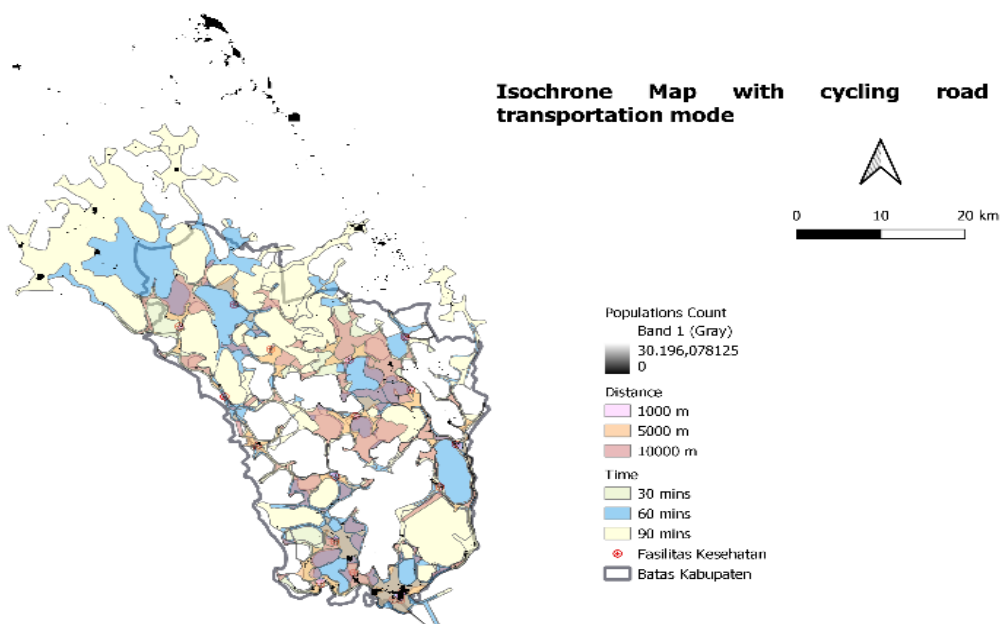 Isochrone Map with cycling road
transportation mode
0 10 20 km
Populations Count
Band 1 (Gray)
30.196,078125
0
Distance
1000 m
5000 m
10000 m
Time
30 mins
60 mins
90 mins
Fasilitas Kesehatan
Batas Kabupaten